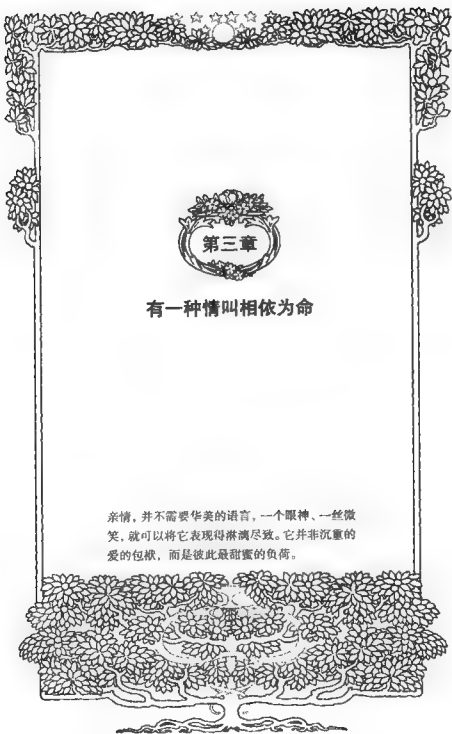 第三章
有一种情叫相依为命
亲情，并不需要华美的语言，一个眼神、一丝微
笑，就可以将它表现得淋漓尽致。它并非沉重的
爱的包袱，而是彼此最甜蜜的负荷。